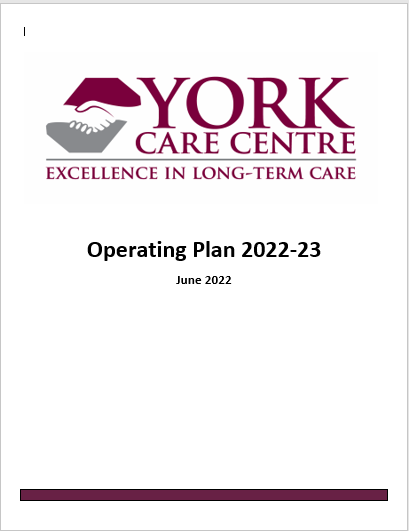 YORK
CARE CENTRE
EXCELLENCE IN LONG-TERM CARE
Operating Plan 2022-23
June 2022